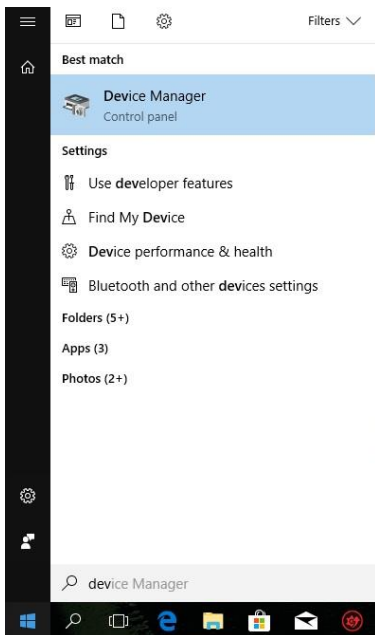 Filters
Best match
Device Manager
Control panel
Settings
Use developer features
Find My Device
Device performance & health
Bluetooth and other devices settings
Folders (5+)
Apps (3)
Photos (2+)
device Manager